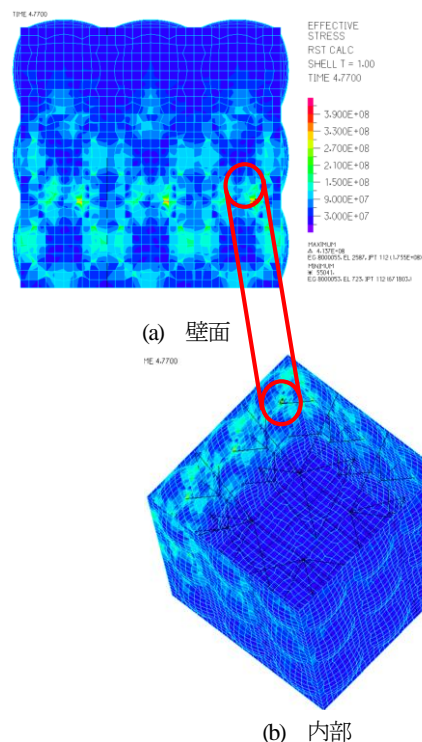 TIME 4.7700
EFFECTIVE
STRESS
RST CALC
SHELL T = 1.00
TIME 4.7700
3.900E+08
3.300E+08
2.700E+08
2.100E+08
1.500E+08
9.000E+07
3.000E+07
MAXIMUM
MINIMUM
(a) 壁面
ME 4.7700
(b) 内部